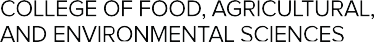 COLLEGE OF FOOD, AGRICULTURAL,
AND ENVIRONMENTAL SCIENCES